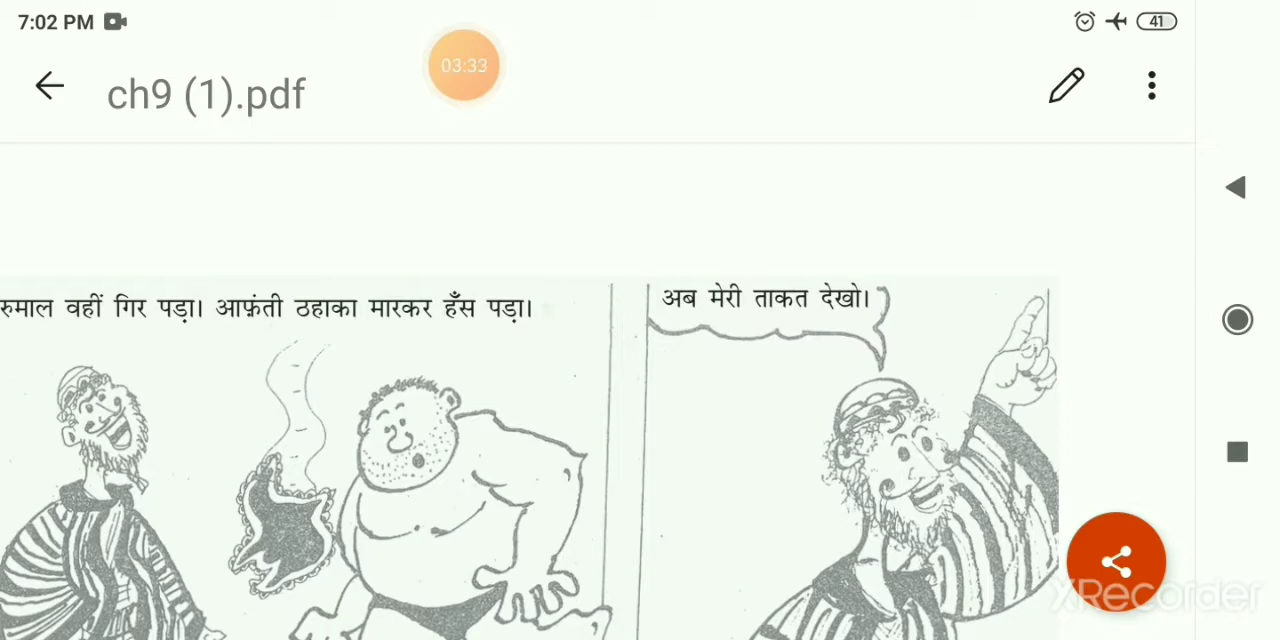 7:02 PM
41
03:33
ch9 (1).pdf
रुमाल वहीं गिर पड़ा। आफ़ंती ठहाका मारकर हँस पड़ा।
अब मेरी ताकत देखो।
XRecorder